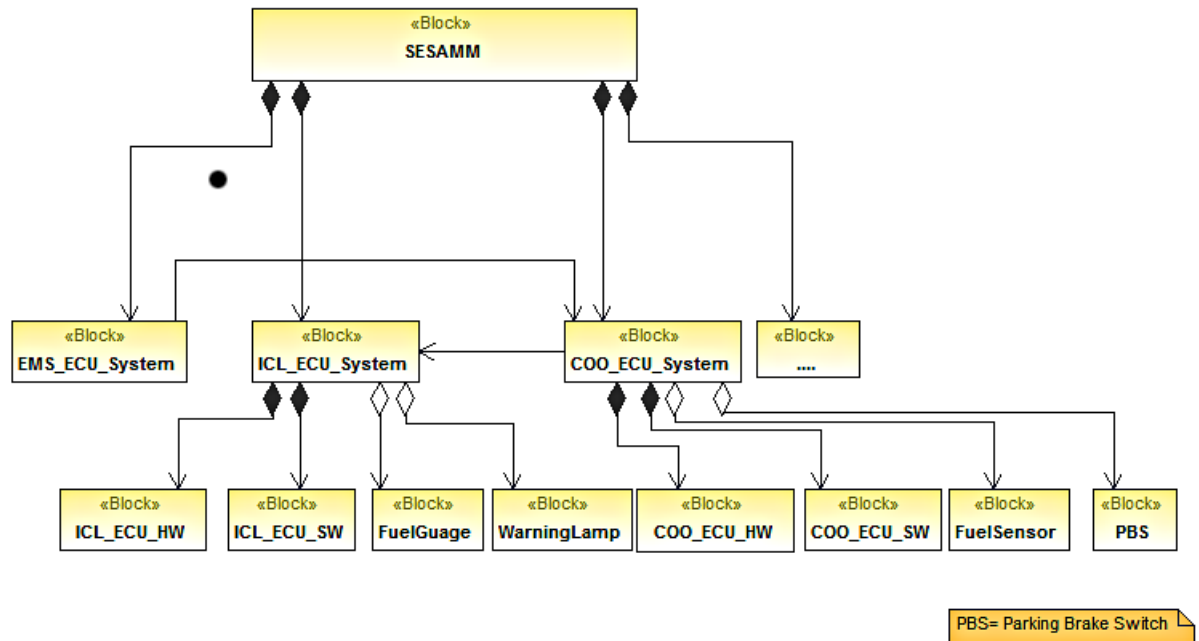 «Block»
SESAMM
«Block»
EMS_ECU_System
«Block»
ICL_ECU_System
«Block»
COO_ECU_System
«Block»
....
«Block»
ICL_ECU_HW
«Block»
ICL_ECU_SW
«Block»
FuelGuage
«Block»
WarningLamp
«Block»
COO_ECU_HW
«Block»
COO_ECU_SW
«Block»
FuelSensor
«Block»
PBS
PBS= Parking Brake Switch